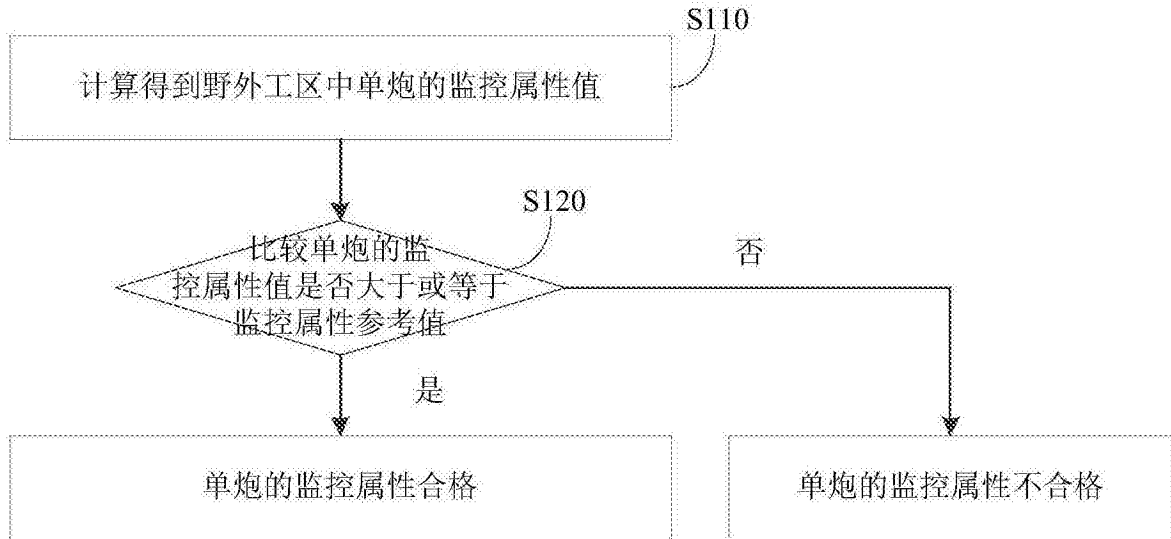 S110
计算得到野外工区中单炮的监控属性值
S120
比较单炮的监
控属性值是否大于或等于
监控属性参考值
否
是
单炮的监控属性合格
单炮的监控属性不合格